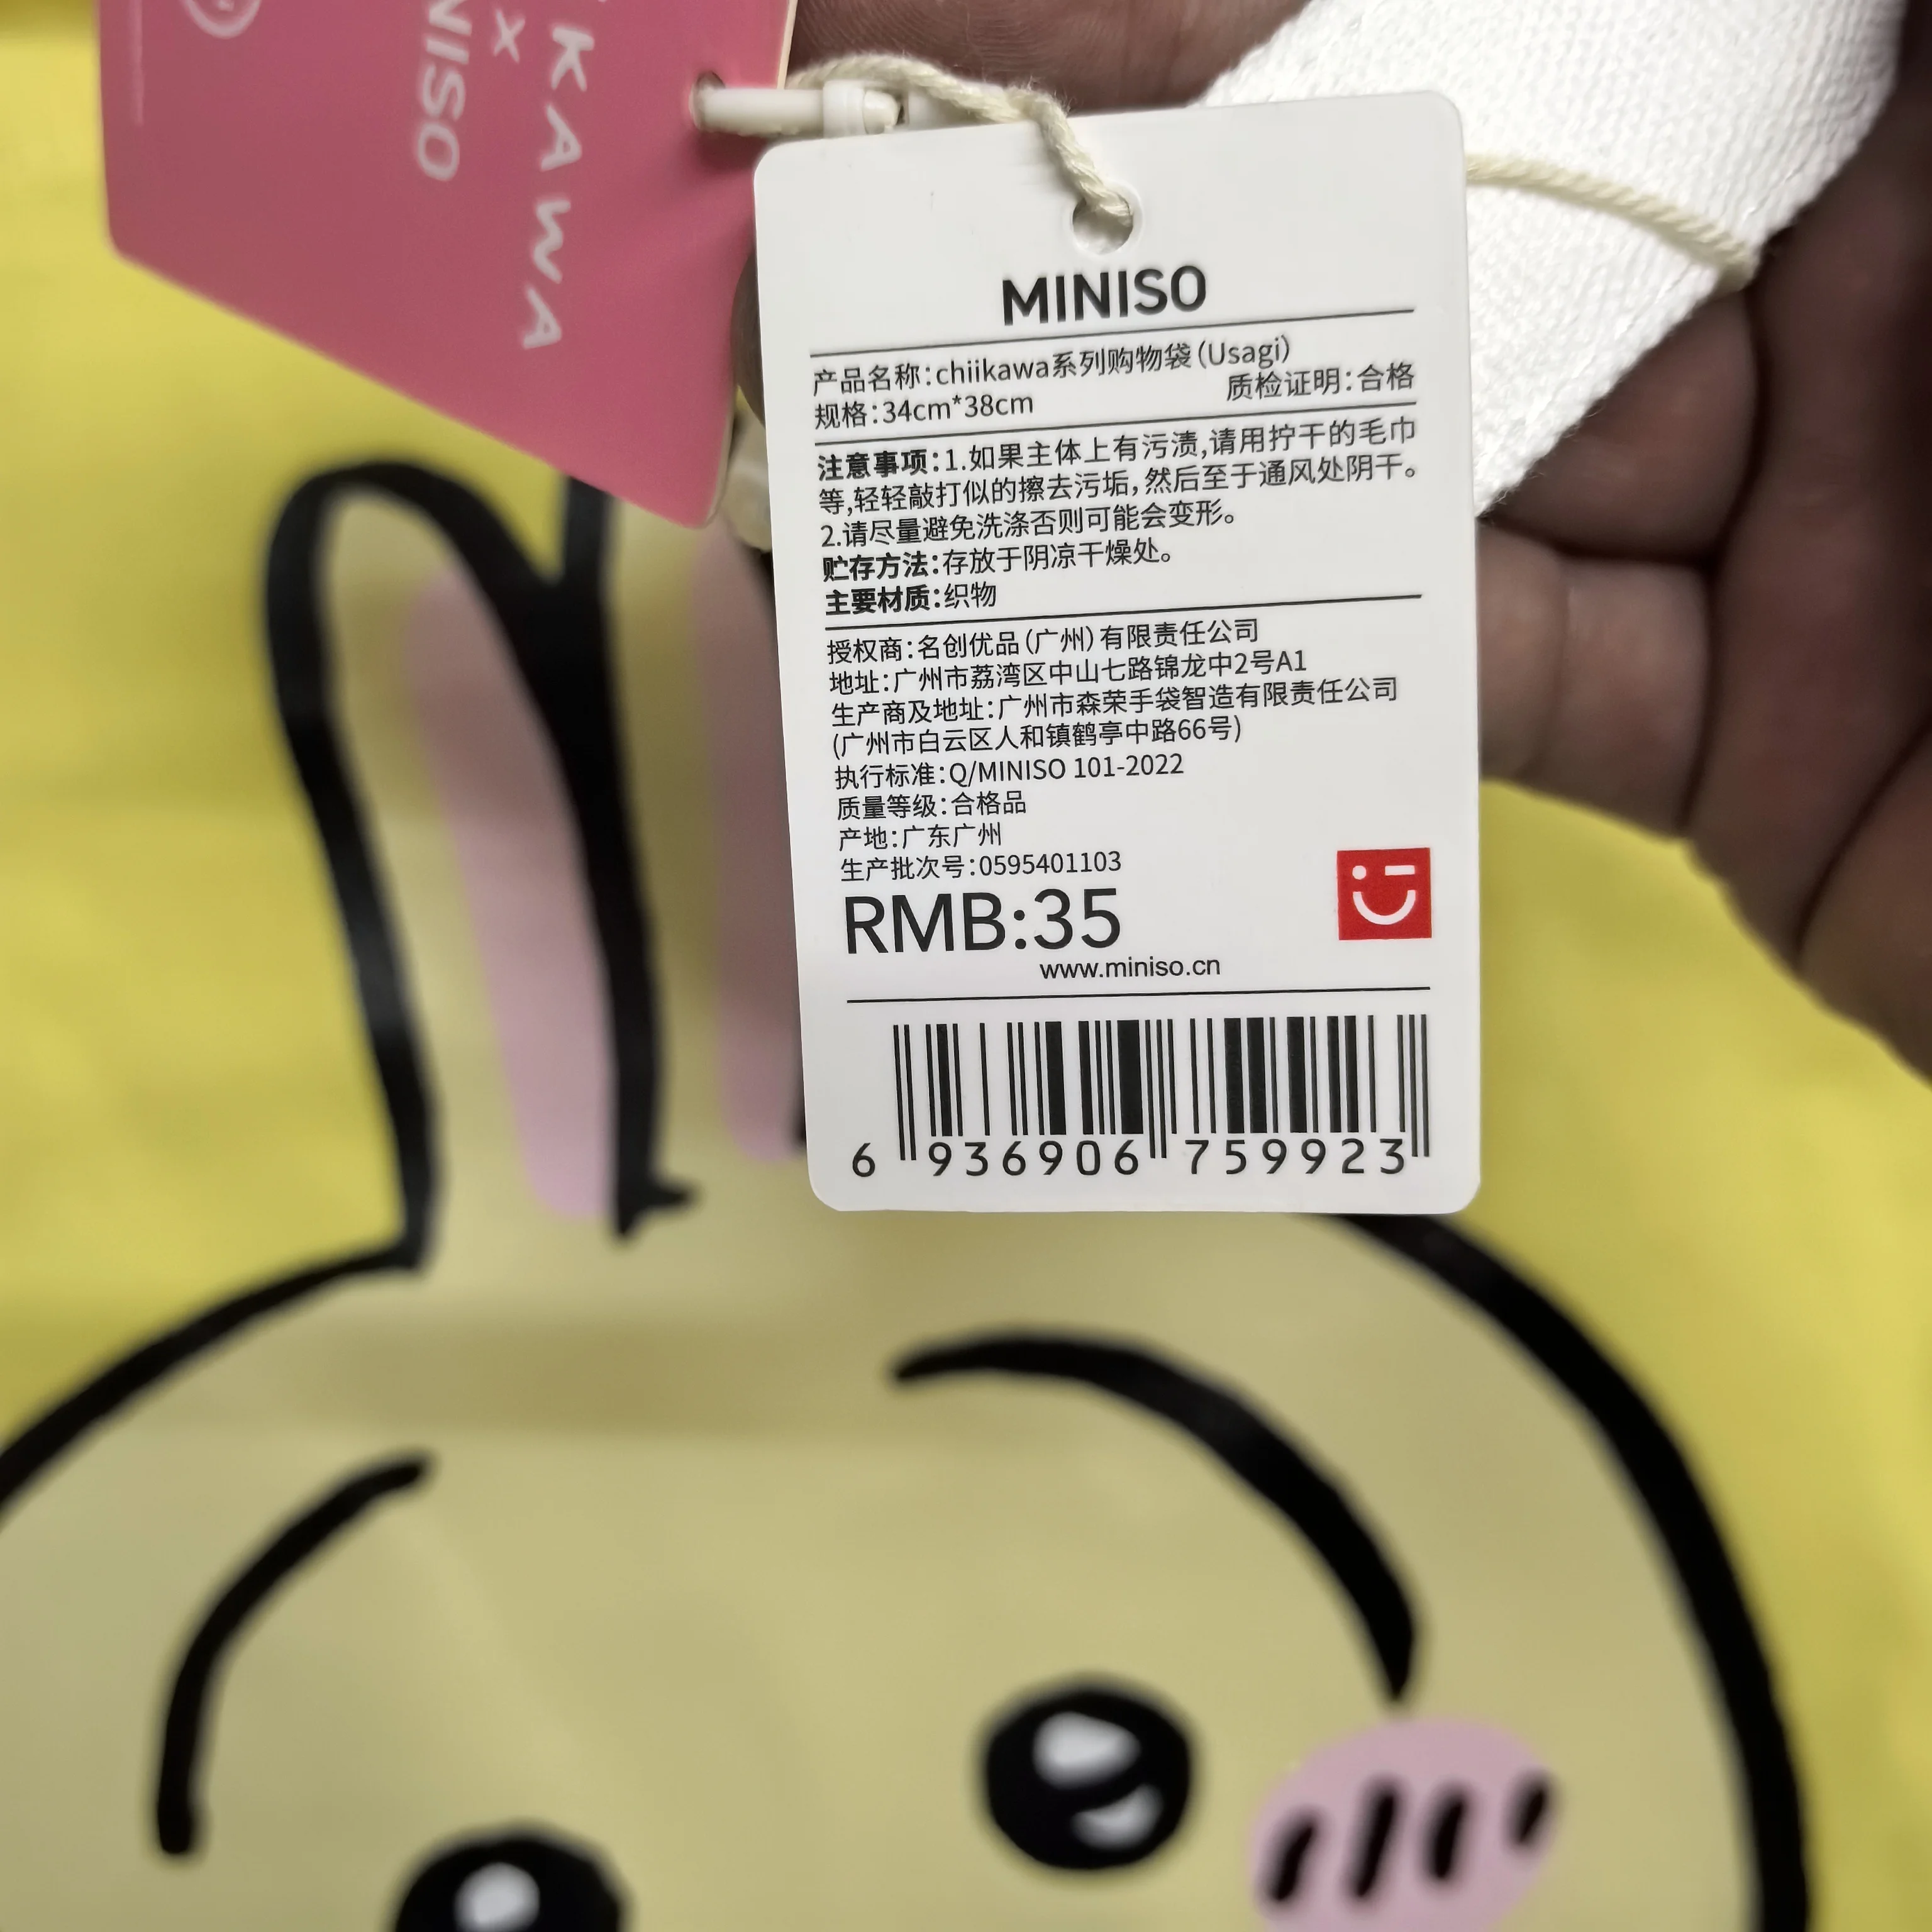 KAWA
X
NISO
MINISO
产品名称:chiikawa系列购物袋(Usagi)
规格:34cm*38cm
质检证明:合格
注意事项:1.如果主体上有污渍,请用拧干的毛巾
等,轻轻敲打似的擦去污垢,然后至于通风处阴干。
2.请尽量避免洗涤否则可能会变形。
贮存方法:存放于阴凉干燥处。
主要材质:织物
授权商:名创优品(广州)有限责任公司
地址:广州市荔湾区中山七路锦龙中2号A1
生产商及地址:广州市森荣手袋智造有限责任公司
(广州市白云区人和镇鹤亭中路66号)
执行标准:Q/MINISO 101-2022
质量等级:合格品
产地:广东广州
生产批次号:0595401103
RMB:35
www.miniso.cn
6 936906 759923